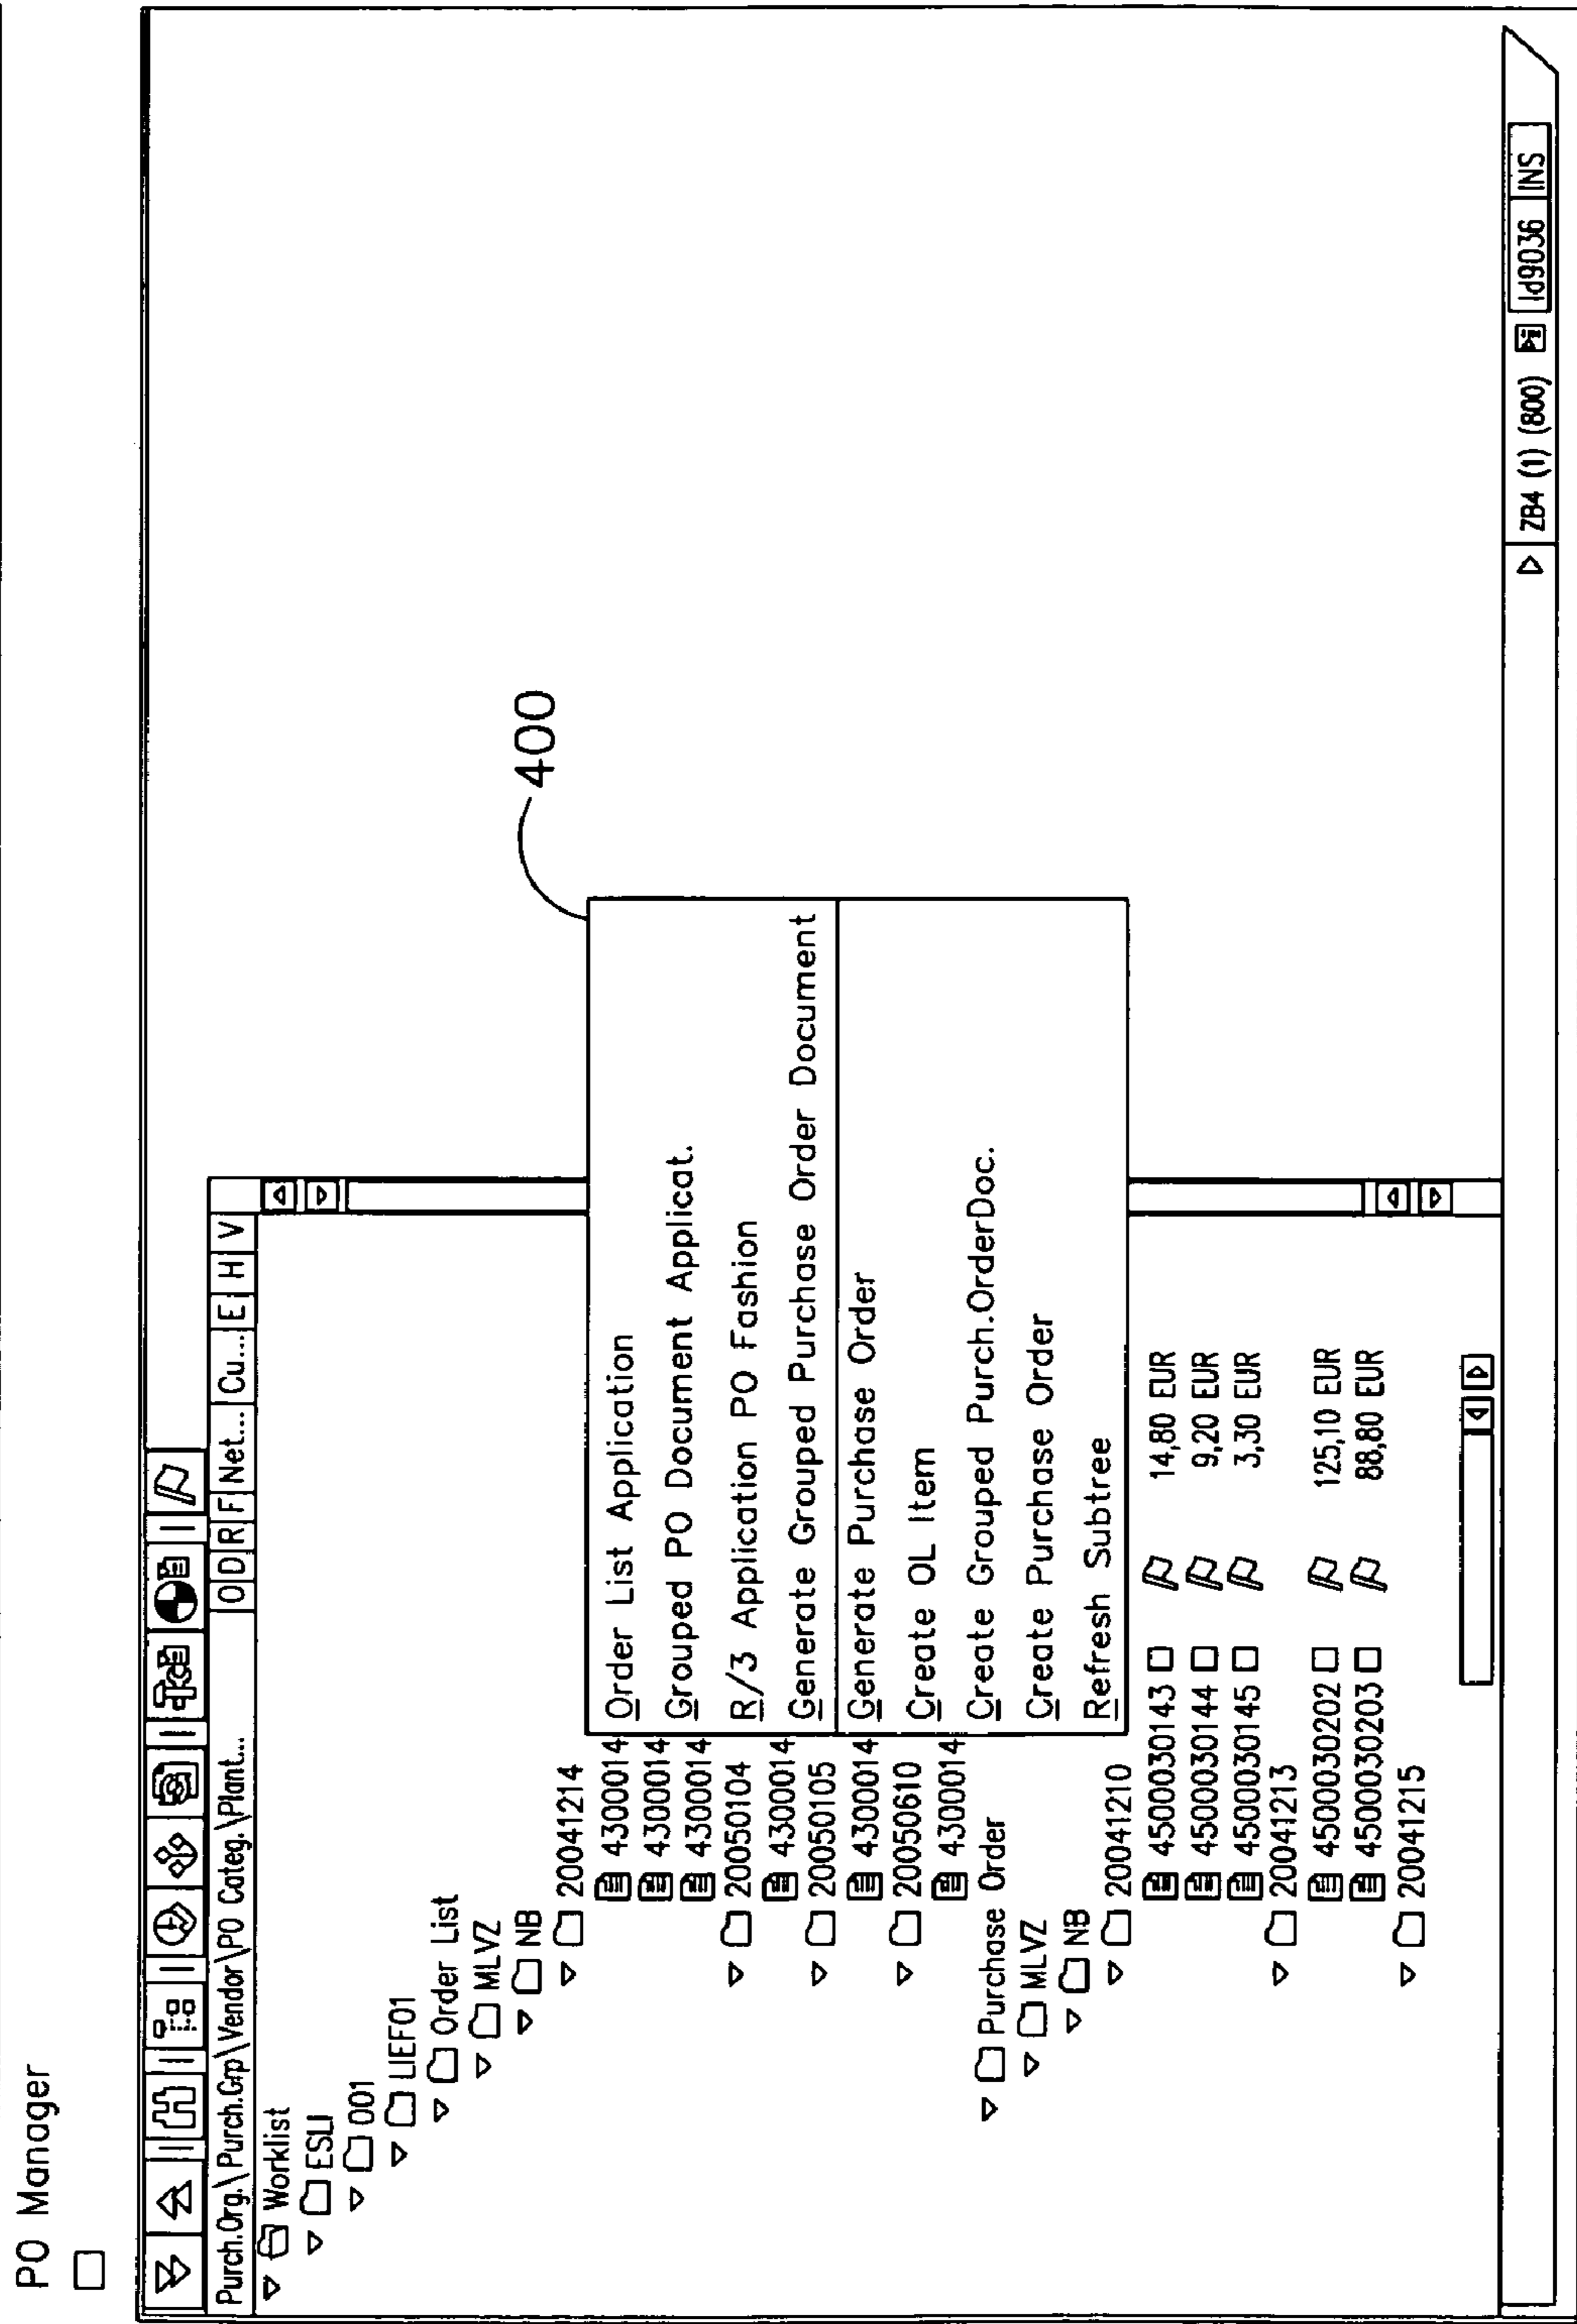 PO Manager
Purch.Org.\Purch.Grp\Vendor\PO Categ.\Plant... O D R F Net... Cu... E H V
Worklist
ESLI
001
LIEF01
Order List
MLVZ
NB
20041214
4300014
4300014
4300014
20050104
4300014
20050105
4300014
20050610
4300014
400
Order List Application
Grouped PO Document Applicat.
R/3 Application PO Fashion
Generate Grouped Purchase Order Document
Generate Purchase Order
Create OL Item
Create Grouped Purch.OrderDoc.
Create Purchase Order
Refresh Subtree
Purchase Order
MLVZ
NB
20041210
4500030143 14,80 EUR
4500030144 9,20 EUR
4500030145 3,30 EUR
20041213
4500030202 125,10 EUR
4500030203 88,80 EUR
20041215
ZB4 (1) (800) ld9036 INS